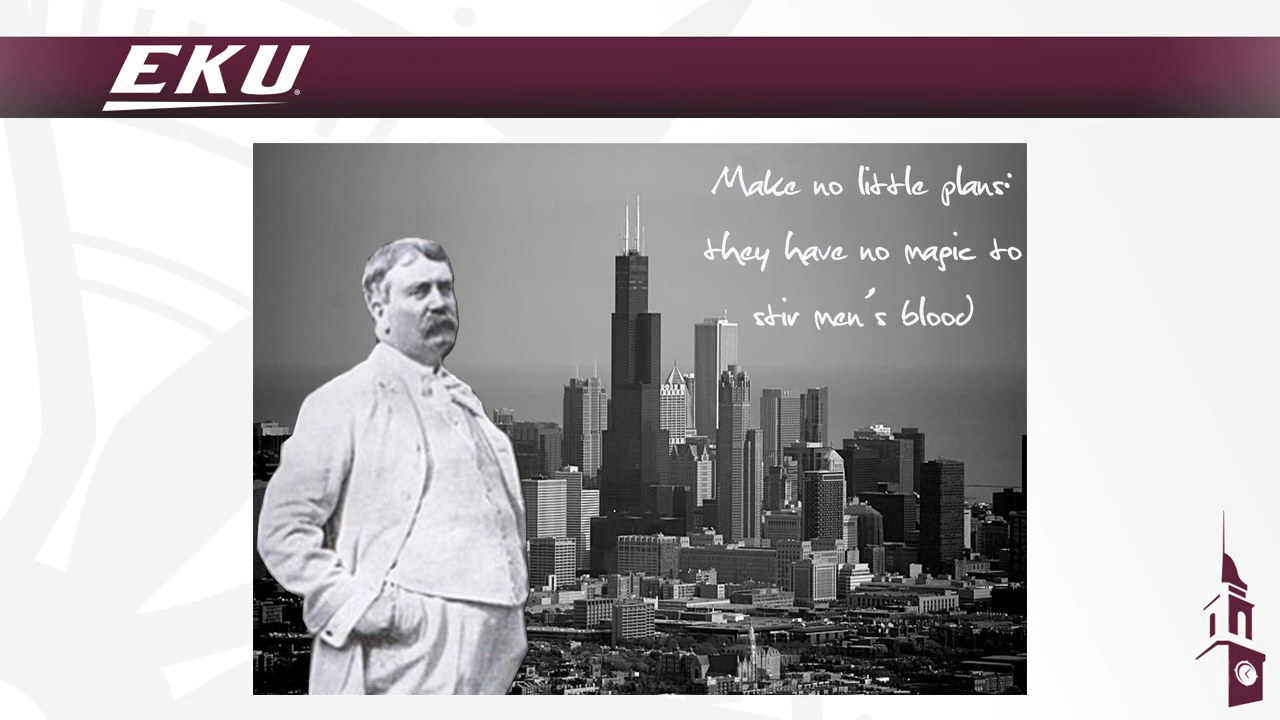 EKU
Make no little plans:
they have no magic to
stir men's blood